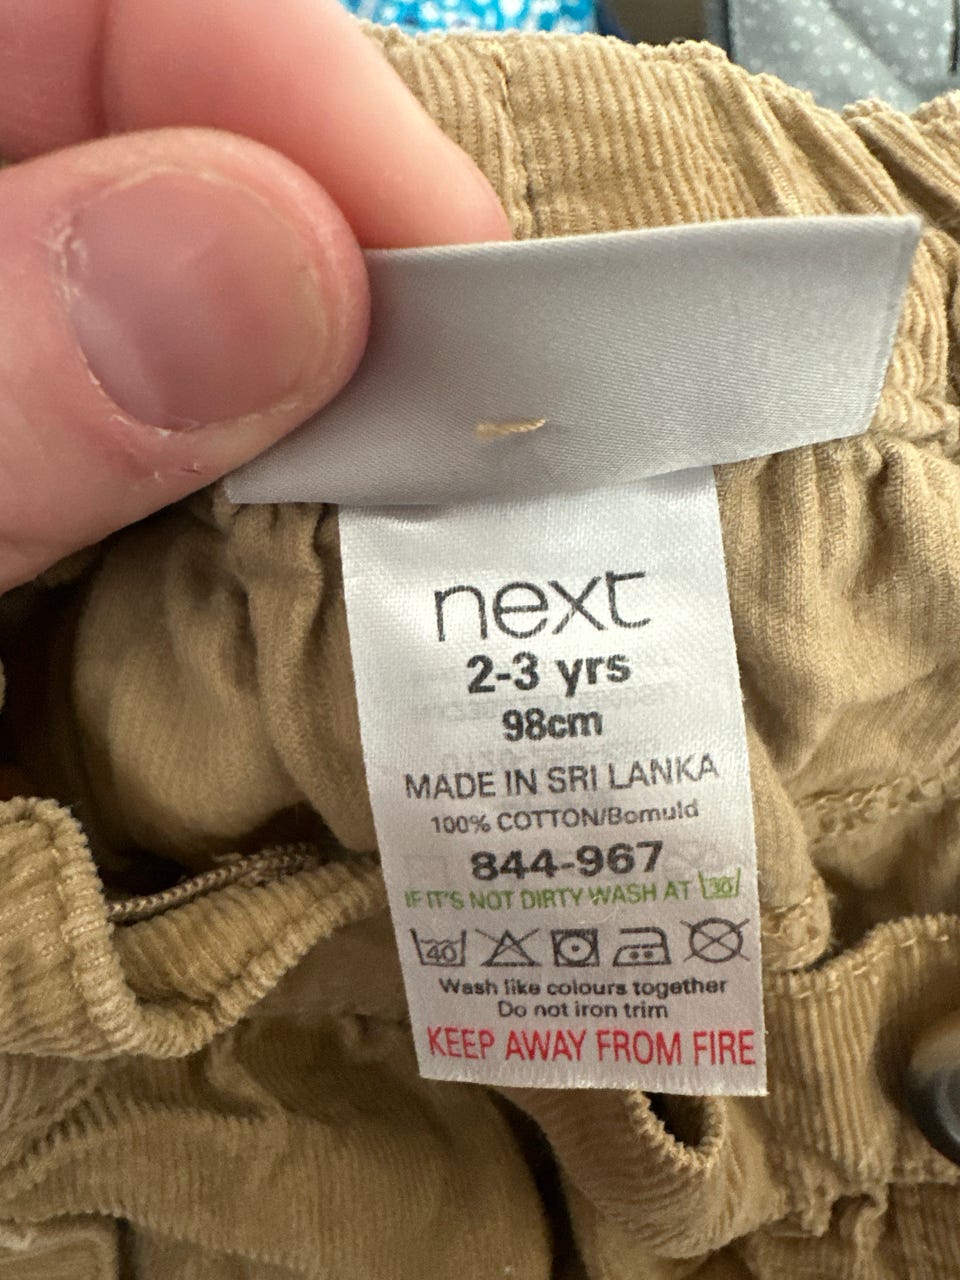 next
2-3 yrs
98cm
MADE IN SRI LANKA
100% COTTON/Bomuld
844-967
IF IT'S NOT DIRTY WASH AT 30
40
Wash like colours together
Do not iron trim
KEEP AWAY FROM FIRE